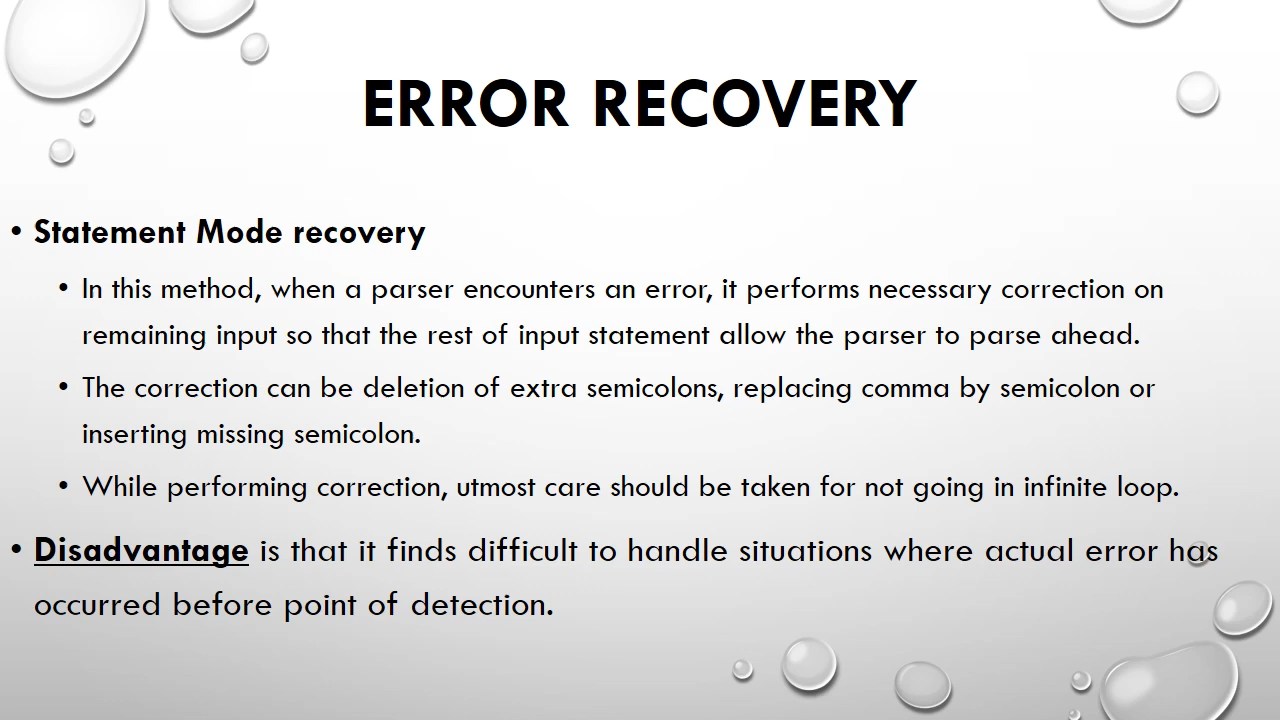 ERROR RECOVERY
• Statement Mode recovery
• In this method, when a parser encounters an error, it performs necessary correction on
remaining input so that the rest of input statement allow the parser to parse ahead.
• The correction can be deletion of extra semicolons, replacing comma by semicolon or
inserting missing semicolon.
• While performing correction, utmost care should be taken for not going in infinite loop.
• Disadvantage is that it finds difficult to handle situations where actual error has
occurred before point of detection.